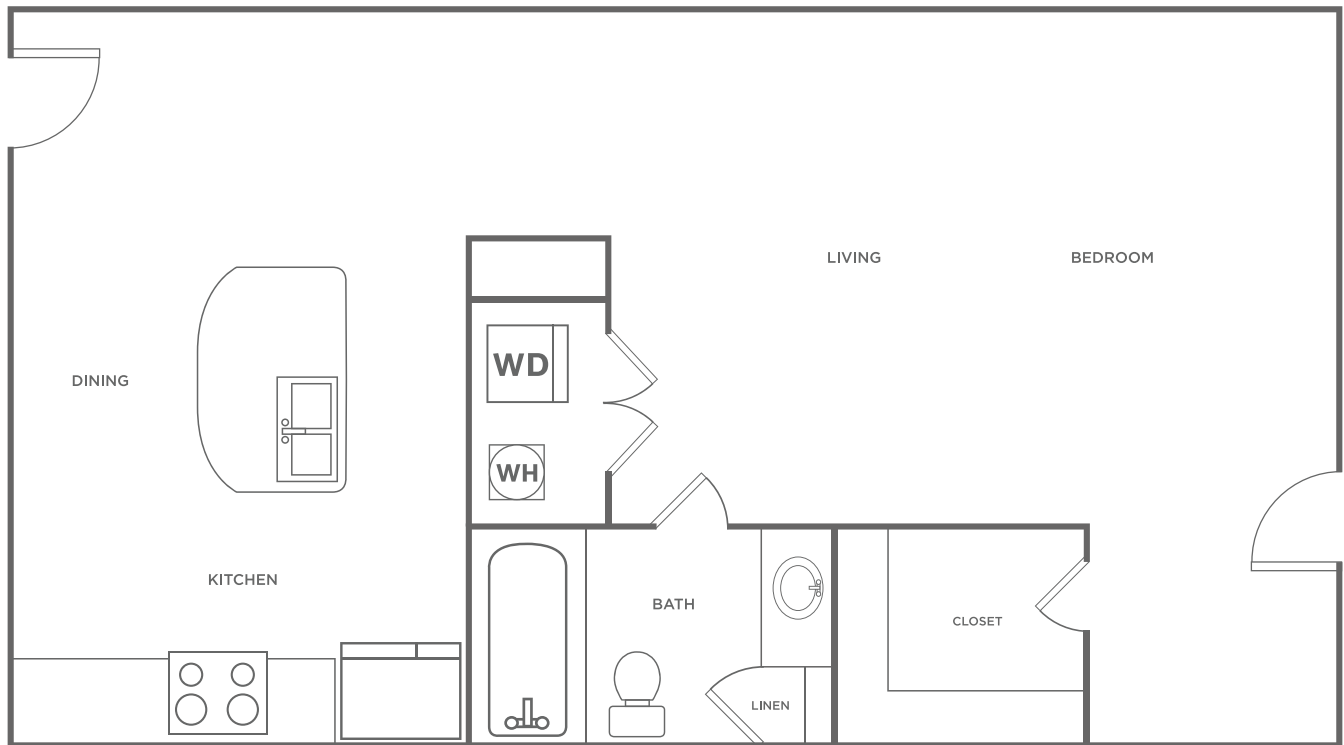 LIVING
BEDROOM
WD
DINING
WH
KITCHEN
BATH
CLOSET
LINEN